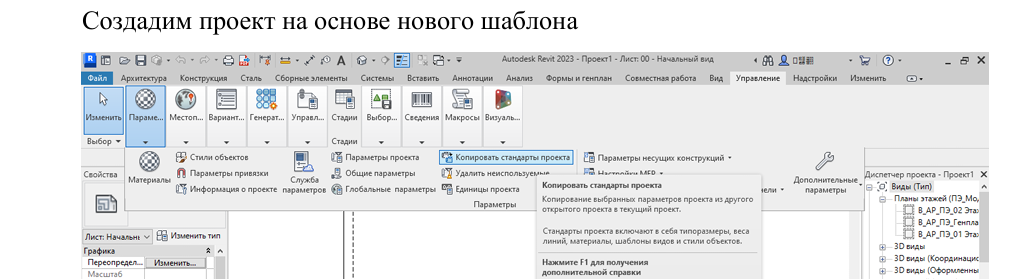 Создадим проект на основе нового шаблона
Autodesk Revit 2023 - Проект1 - Лист: 00 - Начальный вид
Файл Архитектура Конструкция Сталь Сборные элементы Системы Вставить Аннотации Анализ Формы и генплан Совместная работа Вид Управление Надстройки Изменить
Изменить Параме... Местоп... Вариант... Генерат... Управл... Стадии Выбор... Сведения Макросы Визуаль...
Выбор Стадии
Стили объектов Параметры проекта Копировать стандарты проекта Параметры несущих конструкций
Материалы Параметры привязки Служба параметров Общие параметры Удалить неиспользуемые Настройки MEP Дополнительные параметры
Информация о проекте Глобальные параметры Единицы проекта
Параметры
Свойства
Лист: Начальн Изменить тип
Графика
Переопредел... Изменить...
Масштаб
Копировать стандарты проекта
Копирование выбранных параметров проекта из другого
открытого проекта в текущий проект.
Стандарты проекта включают в себя типоразмеры, веса
линий, материалы, шаблоны видов и стили объектов.
Нажмите F1 для получения
дополнительной справки
Диспетчер проекта - Проект1
Виды (Тип)
Планы этажей (ПЭ_Мо
В_АР_ПЭ_02 Эта
В_АР_ПЭ_Генпла
В_АР_ПЭ_01 Эта
3D виды
3D виды (Координаци
3D виды (Оформленны